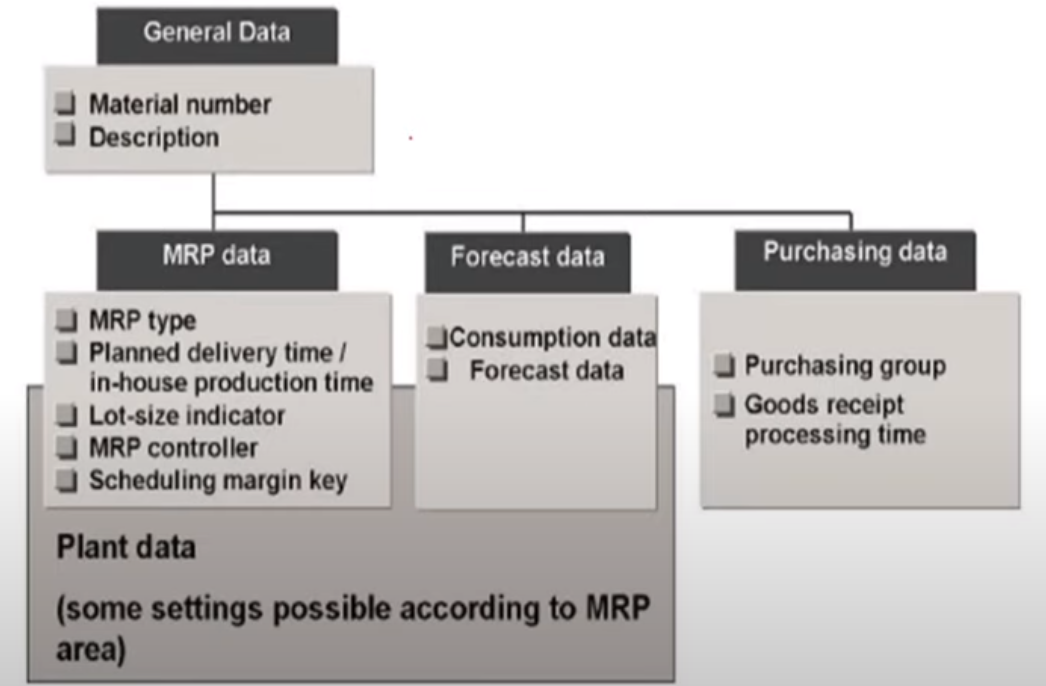 General Data
Material number
Description
MRP data
MRP type
Planned delivery time /
in-house production time
Lot-size indicator
MRP controller
Scheduling margin key
Forecast data
Consumption data
Forecast data
Purchasing data
Purchasing group
Goods receipt
processing time
Plant data
(some settings possible according to MRP
area)